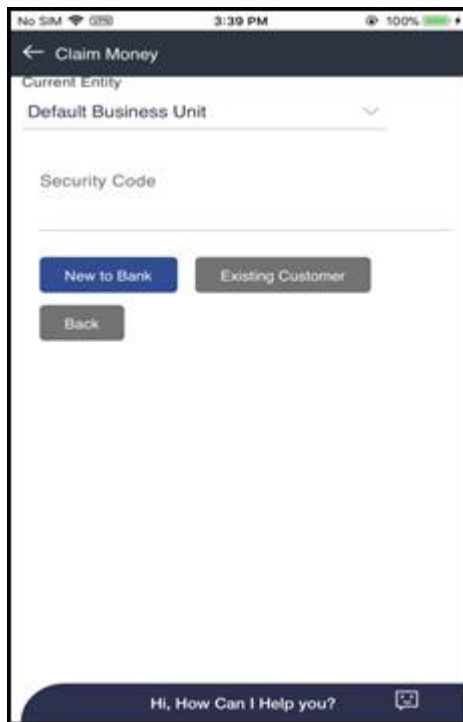 No SIM VPN 3:39 PM 100%
Claim Money
Current Entity
Default Business Unit
Security Code
New to Bank Existing Customer
Back
Hi, How Can I Help you?